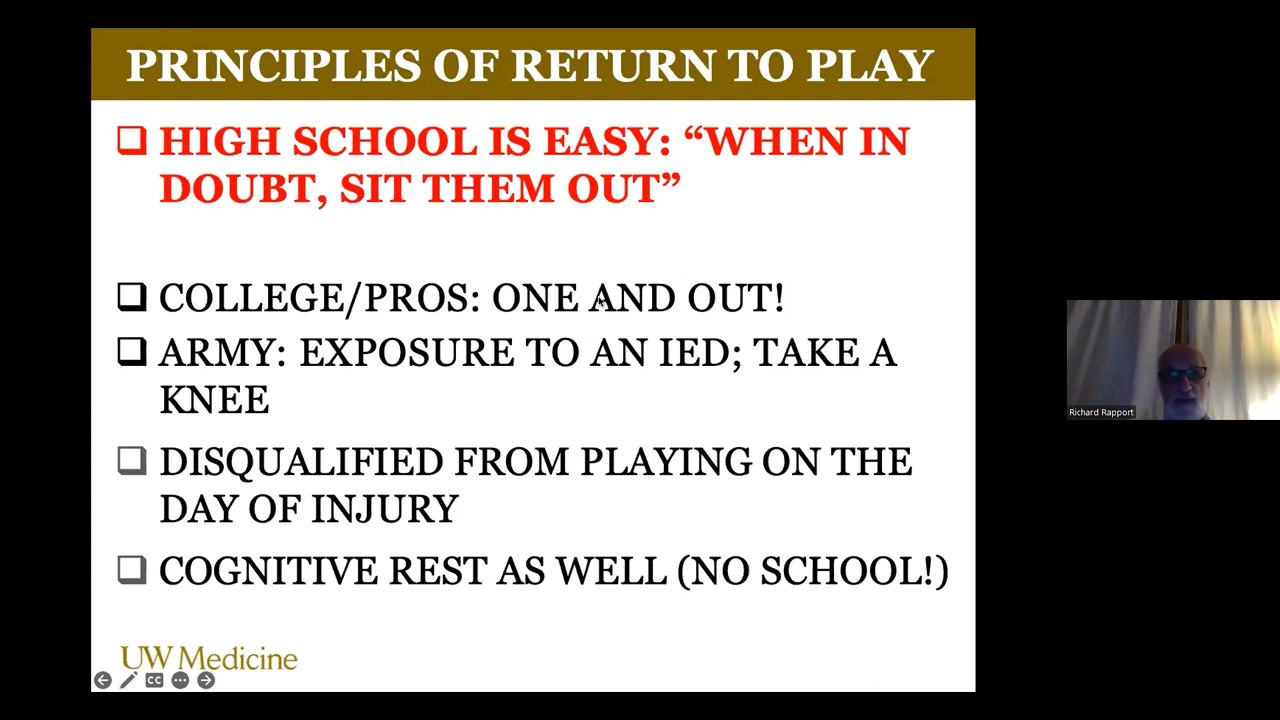 PRINCIPLES OF RETURN TO PLAY
HIGH SCHOOL IS EASY: “WHEN IN
DOUBT, SIT THEM OUT”
COLLEGE/PROS: ONE AND OUT!
ARMY: EXPOSURE TO AN IED; TAKE A
KNEE
DISQUALIFIED FROM PLAYING ON THE
DAY OF INJURY
COGNITIVE REST AS WELL (NO SCHOOL!)
UW Medicine
CC
Richard Rapport